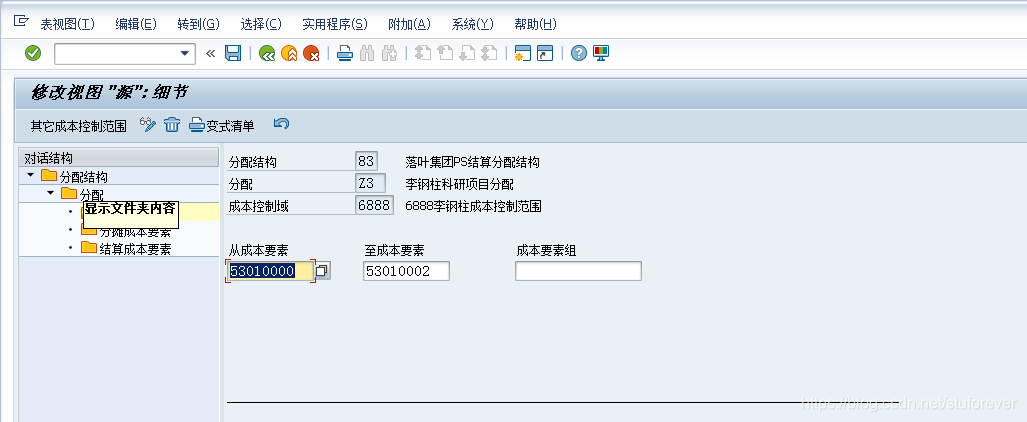 表视图(T) 编辑(E) 转到(G) 选择(C) 实用程序(S) 附加(A) 系统(Y) 帮助(H)
修改视图 "源": 细节
其它成本控制范围 变式清单
对话结构
分配结构
分配
显示文件夹内容
分摊成本要素
结算成本要素
分配结构 83 落叶集团PS结算分配结构
分配 Z3 李钢柱科研项目分配
成本控制域 6888 6888李钢柱成本控制范围
从成本要素 至成本要素 成本要素组
53010000 53010002
https://blog.csdn.net/stuforever